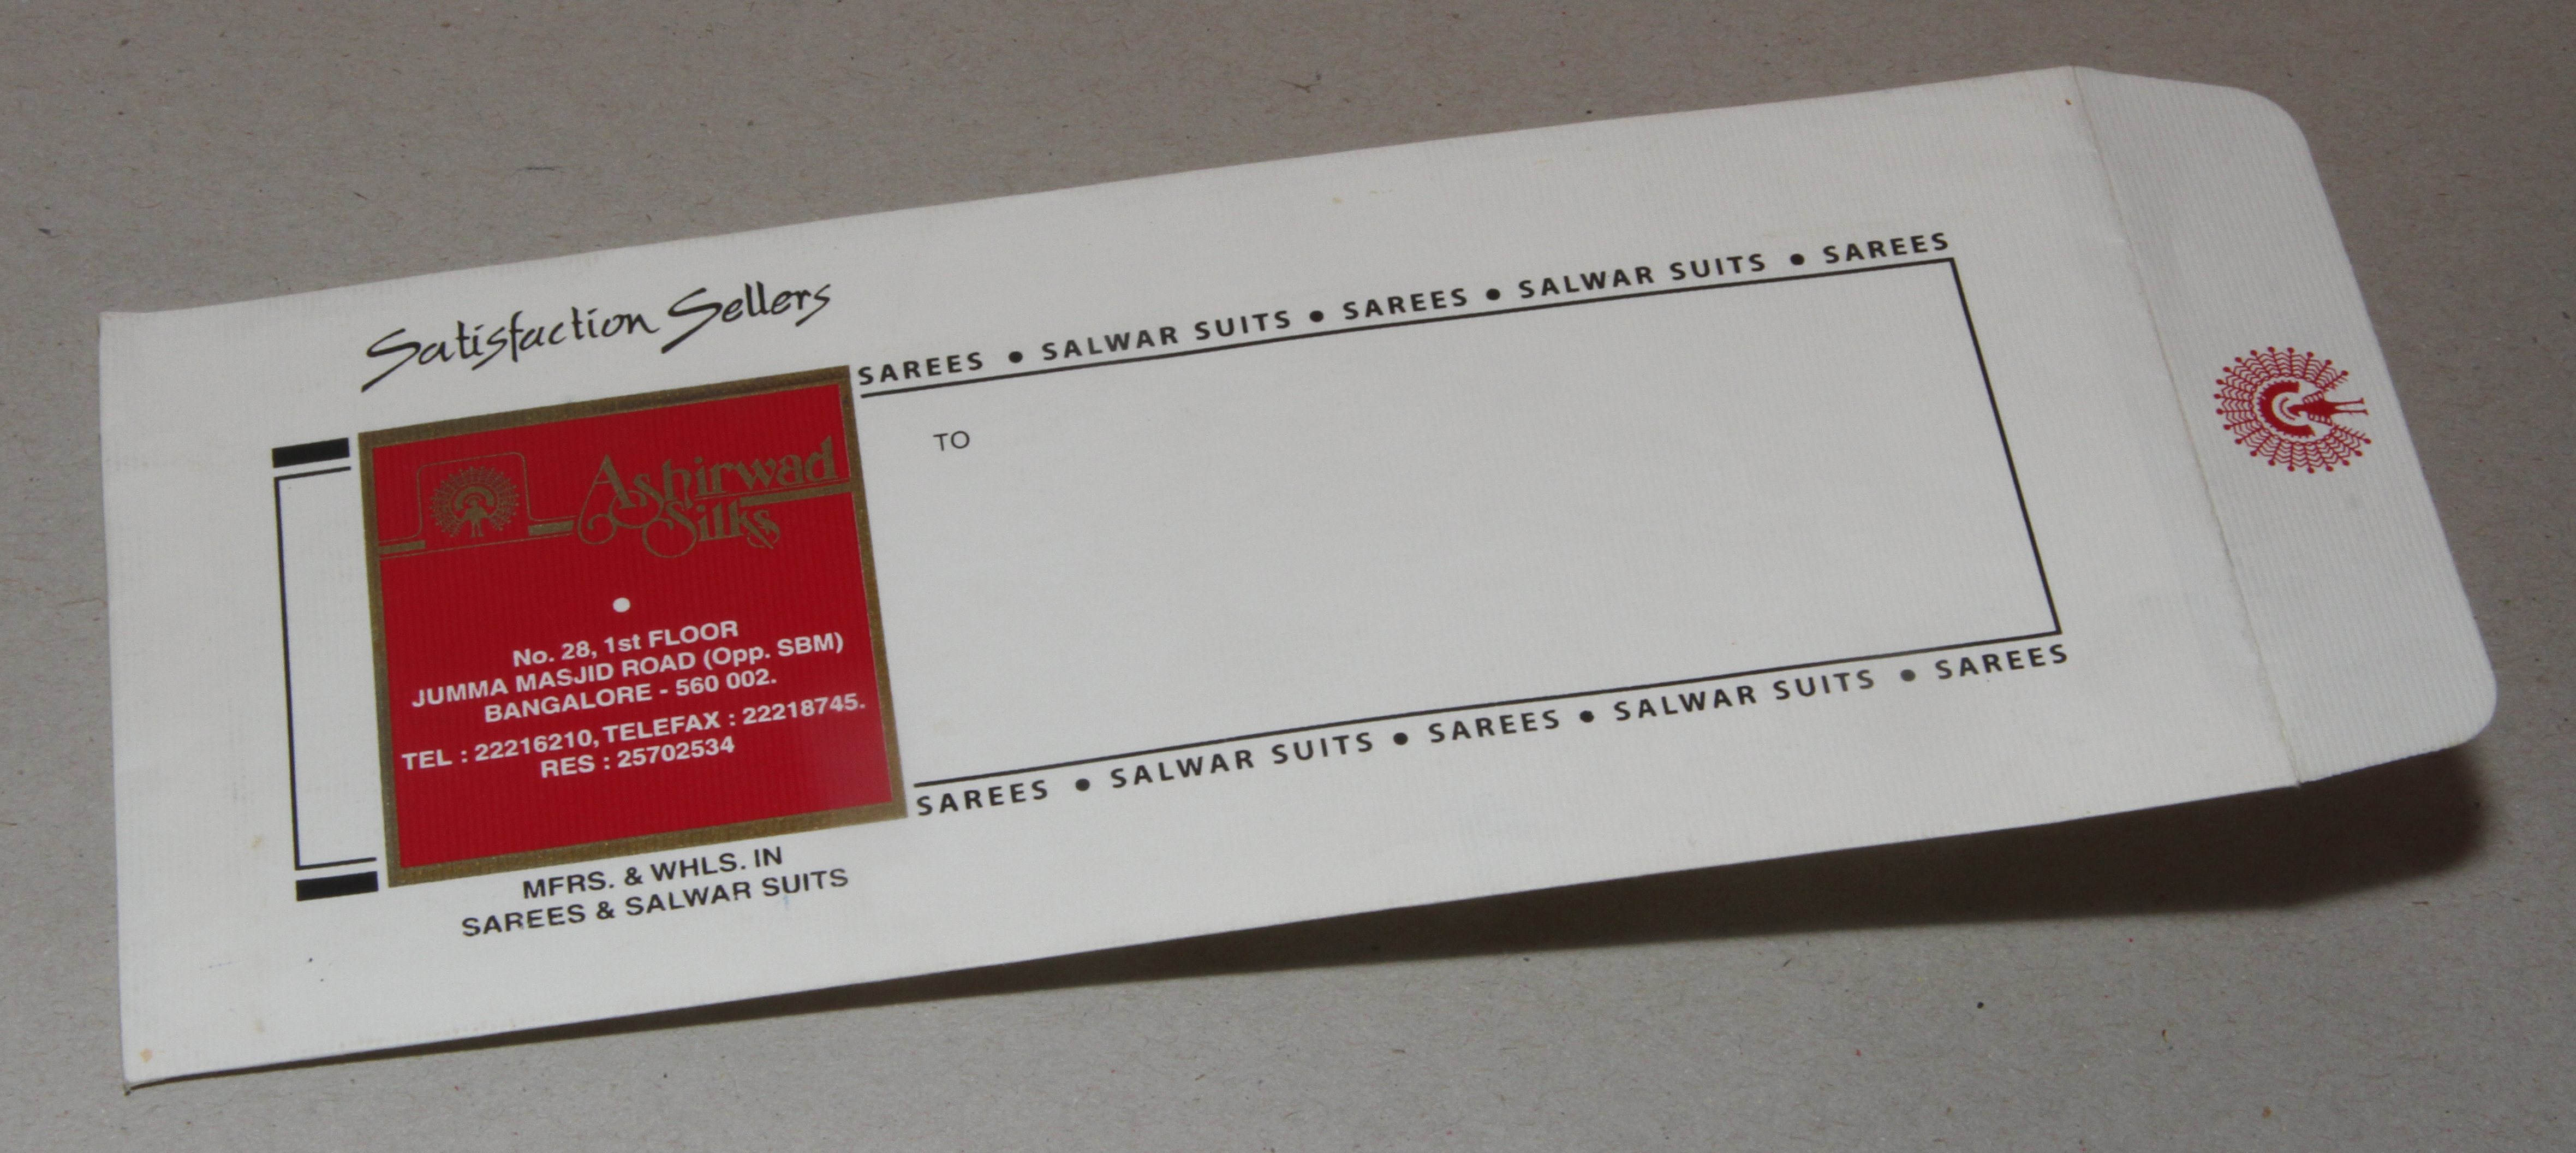 Satisfaction Sellers
Ashirwad
Silks
No. 28, 1st FLOOR
JUMMA MASJID ROAD (Opp. SBM)
BANGALORE - 560 002.
TEL : 22216210, TELEFAX : 22218745.
RES : 25702534
MFRS. & WHLS. IN
SAREES & SALWAR SUITS
SAREES ● SALWAR SUITS ● SAREES ● SALWAR SUITS ● SAREES
TO
SAREES ● SALWAR SUITS ● SAREES ● SALWAR SUITS ● SAREES